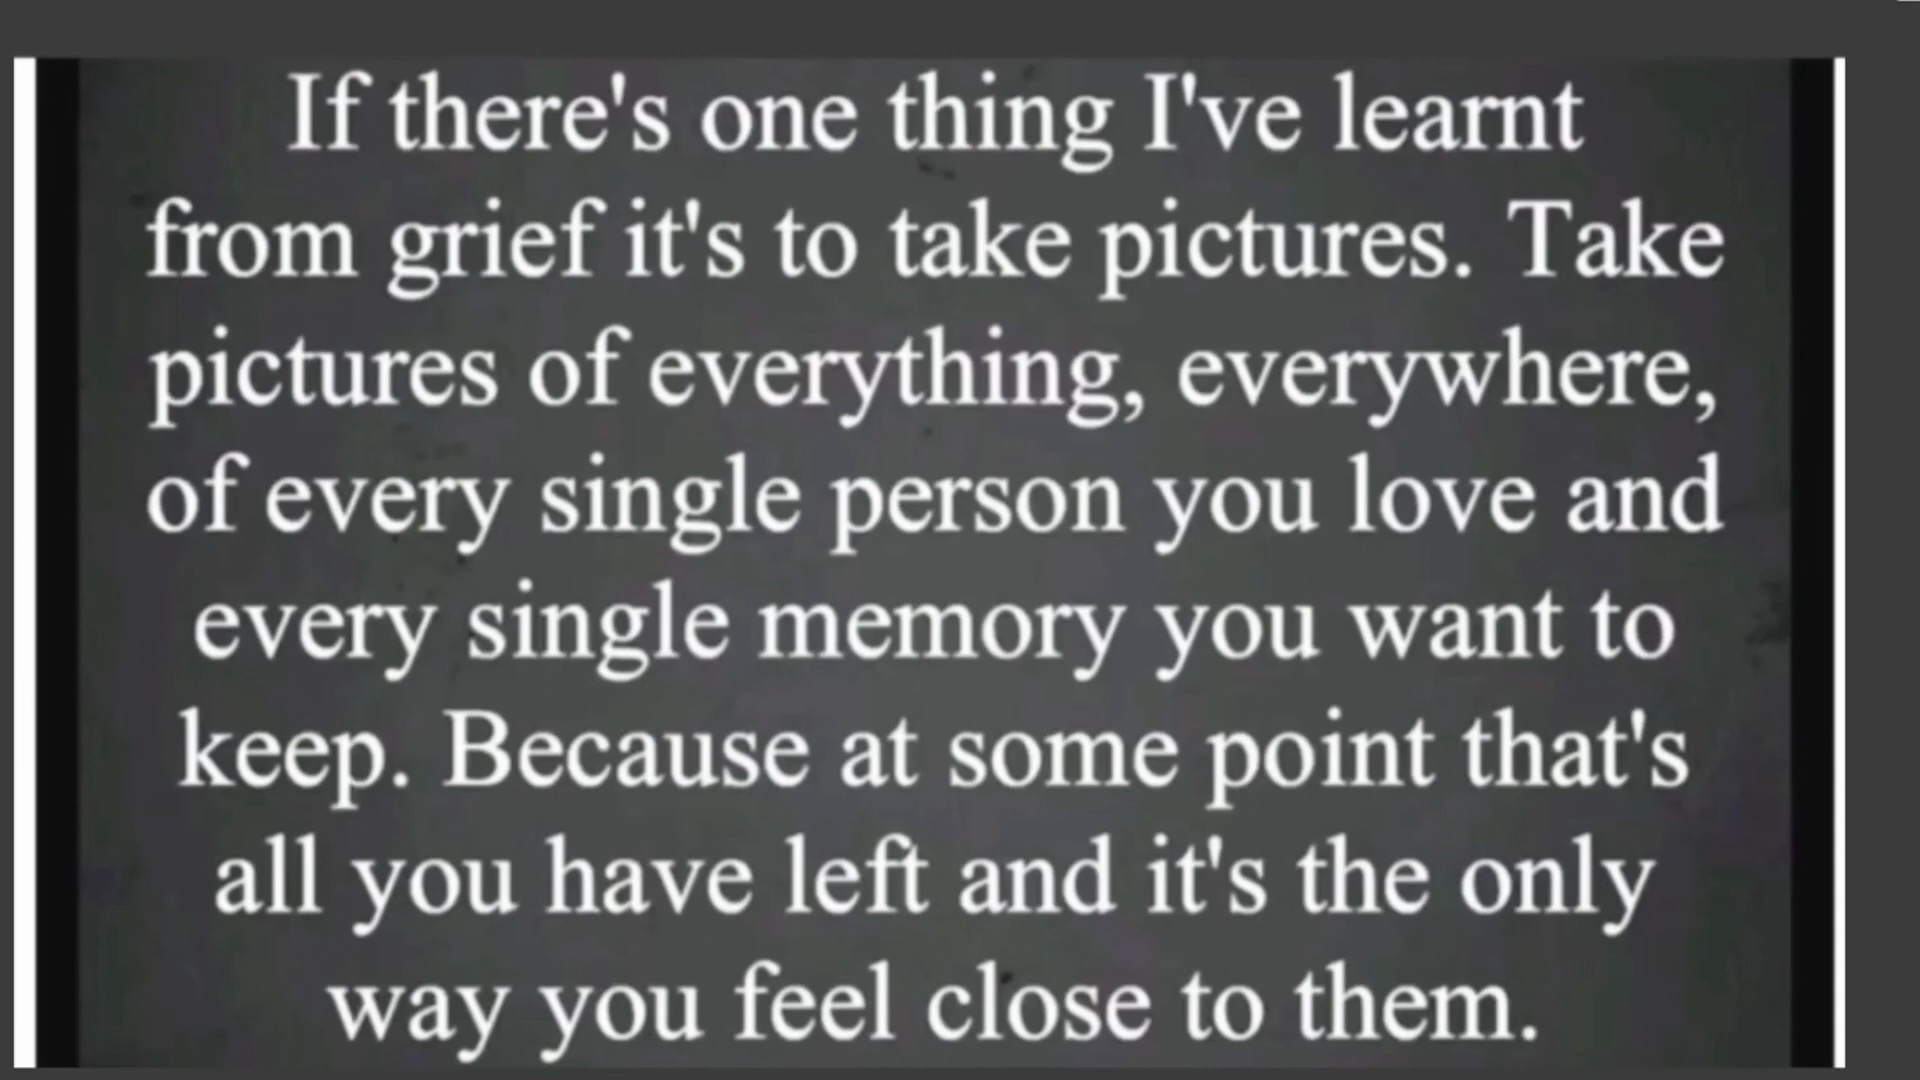 If there's one thing I've learnt
from grief it's to take pictures. Take
pictures of everything, everywhere,
of every single person you love and
every single memory you want to
keep. Because at some point that's
all you have left and it's the only
way you feel close to them.